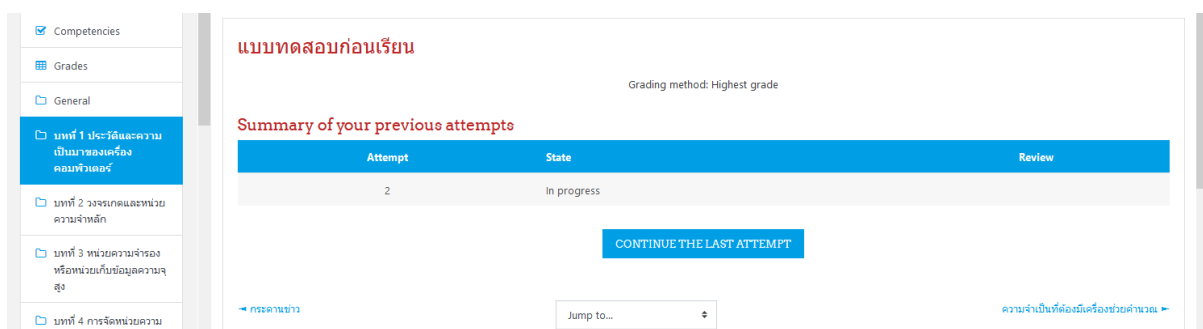 Competencies
Grades
General
บทที่ 1 ประวัติและความ
เป็นมาของเครื่อง
คอมพิวเตอร์
บทที่ 2 วงจรเกตและหน่วย
ความจำหลัก
บทที่ 3 หน่วยความจำรอง
หรือหน่วยเก็บข้อมูลความจุ
สูง
บทที่ 4 การจัดหน่วยความ
แบบทดสอบก่อนเรียน
Grading method: Highest grade
Summary of your previous attempts
Attempt State Review
2 In progress
CONTINUE THE LAST ATTEMPT
◄ กระดานข่าว
Jump to...
ความจำเป็นที่ต้องมีเครื่องช่วยคำนวณ ►